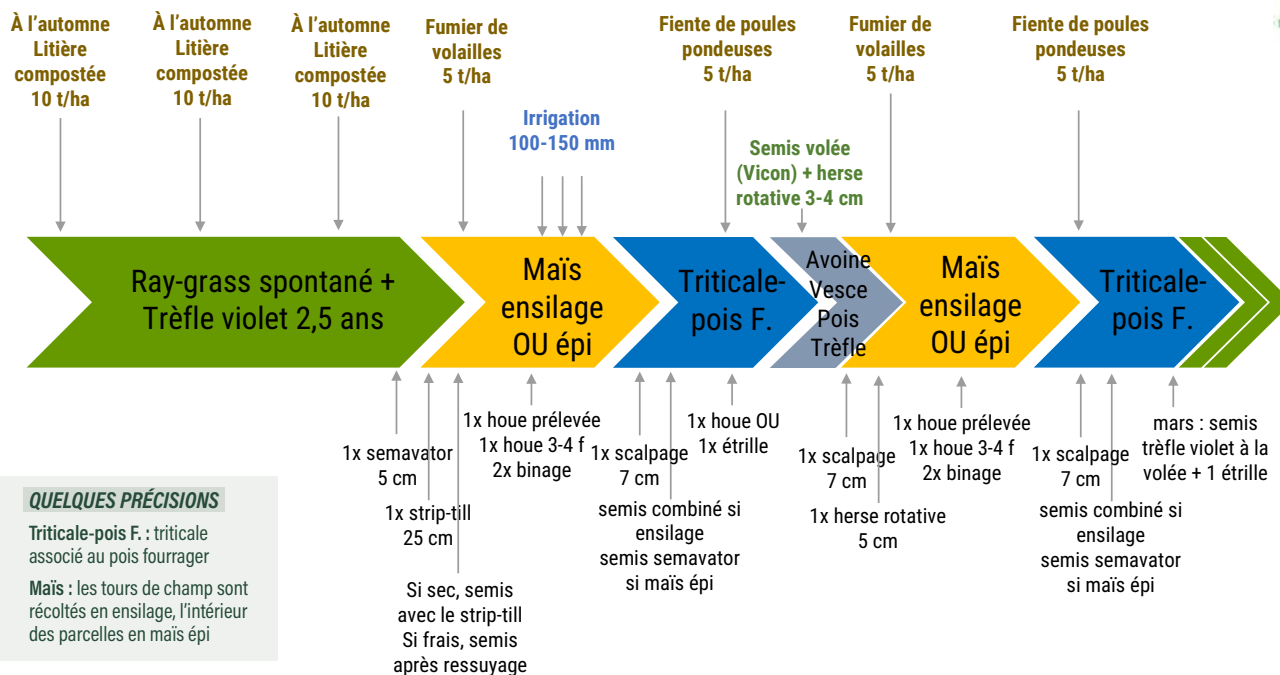 À l'automne
Litière
compostée
10 t/ha
À l'automne
Litière
compostée
10 t/ha
À l'automne
Litière
compostée
10 t/ha
Fumier de
volailles
5 t/ha
Fiente de poules
pondeuses
5 t/ha
Fumier de
volailles
5 t/ha
Fiente de poules
pondeuses
5 t/ha
Irrigation
100-150 mm
Semis volée
(Vicon) + herse
rotative 3-4 cm
Ray-grass spontané +
Trèfle violet 2,5 ans
Maïs
ensilage
OU épi
Triticale-
pois F.
Avoine
Vesce
Pois
Trèfle
Maïs
ensilage
OU épi
Triticale-
pois F.
1x semavator
5 cm
1x strip-till
25 cm
Si sec, semis
avec le strip-till
Si frais, semis
après ressuyage
1x houe prélevée
1x houe 3-4 f
2x binage
1x scalpage
7 cm
semis combiné si
ensilage
semis semavator
si maïs épi
1x houe OU
1x étrille
1x scalpage
7 cm
1x herse rotative
5 cm
1x houe prélevée
1x houe 3-4 f
2x binage
1x scalpage
7 cm
semis combiné si
ensilage
semis semavator
si maïs épi
mars : semis
trèfle violet à la
volée + 1 étrille
QUELQUES PRÉCISIONS
Triticale-pois F. : triticale
associé au pois fourrager
Maïs : les tours de champ sont
récoltés en ensilage, l'intérieur
des parcelles en maïs épi